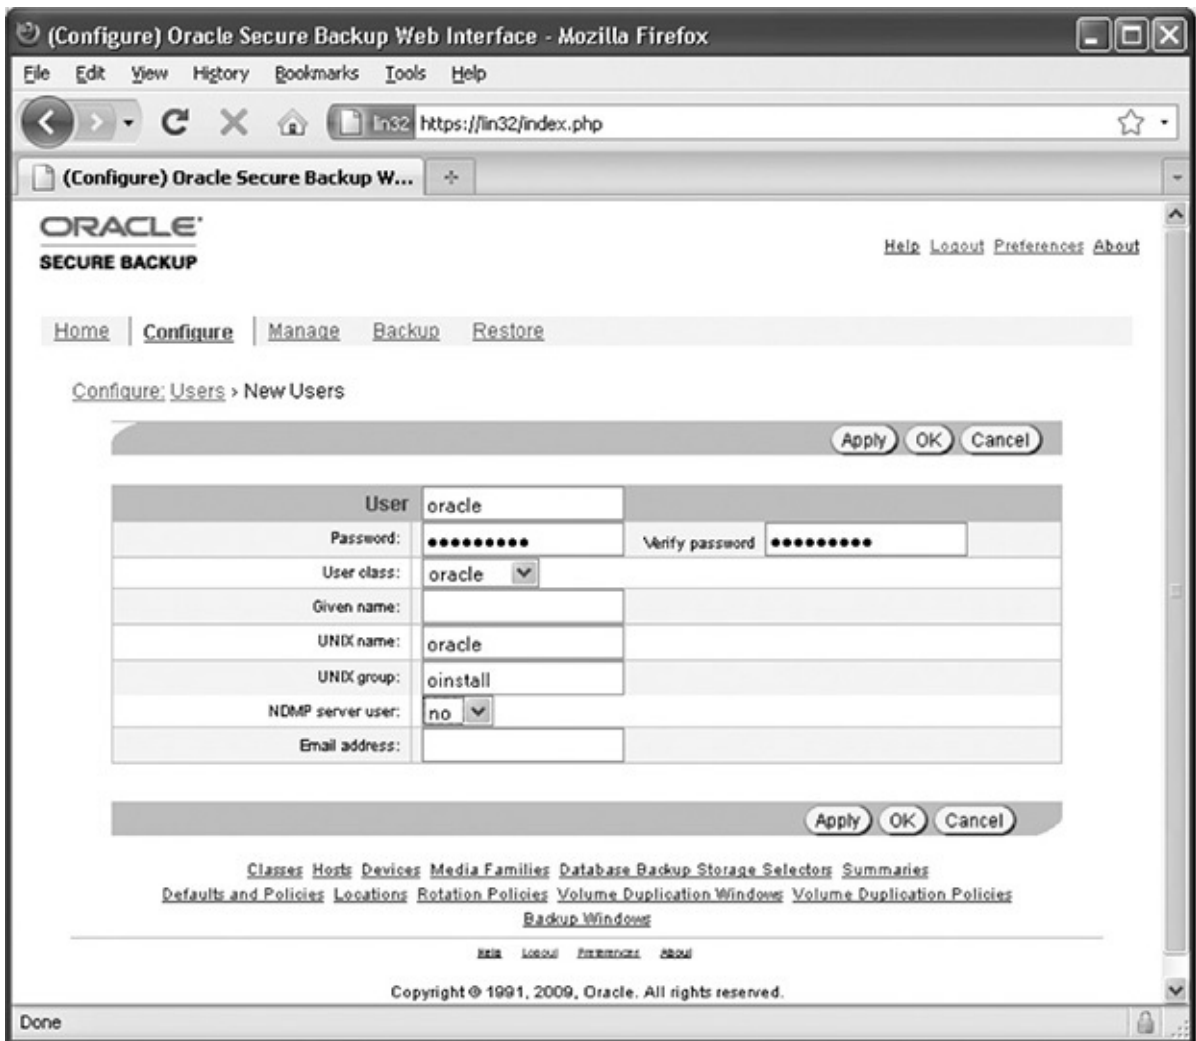 (Configure) Oracle Secure Backup Web Interface - Mozilla Firefox
File Edit View History Bookmarks Tools Help
lin32 https://lin32/index.php
(Configure) Oracle Secure Backup W...
ORACLE
SECURE BACKUP
Help Logout Preferences About
Home Configure Manage Backup Restore
Configure: Users > New Users
Apply OK Cancel
User oracle
Password: ●●●●●●●●● Verify password ●●●●●●●●●
User class: oracle
Given name:
UNIX name: oracle
UNIX group: oinstall
NDMP server user: no
Email address:
Apply OK Cancel
Classes Hosts Devices Media Families Database Backup Storage Selectors Summaries
Defaults and Policies Locations Rotation Policies Volume Duplication Windows Volume Duplication Policies
Backup Windows
Help Logout Preferences About
Copyright © 1991, 2009, Oracle. All rights reserved.
Done